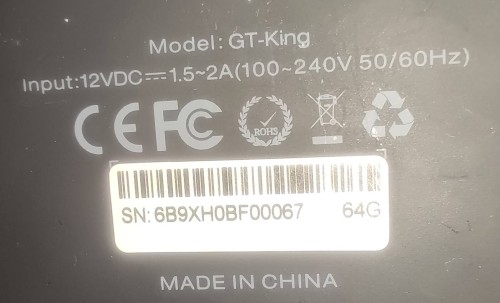 Model: GT-King
Input:12VDC⎓1.5~2A(100~240V 50/60Hz)
CE FC ROHS
SN: 6B9XH0BF00067 64G
MADE IN CHINA